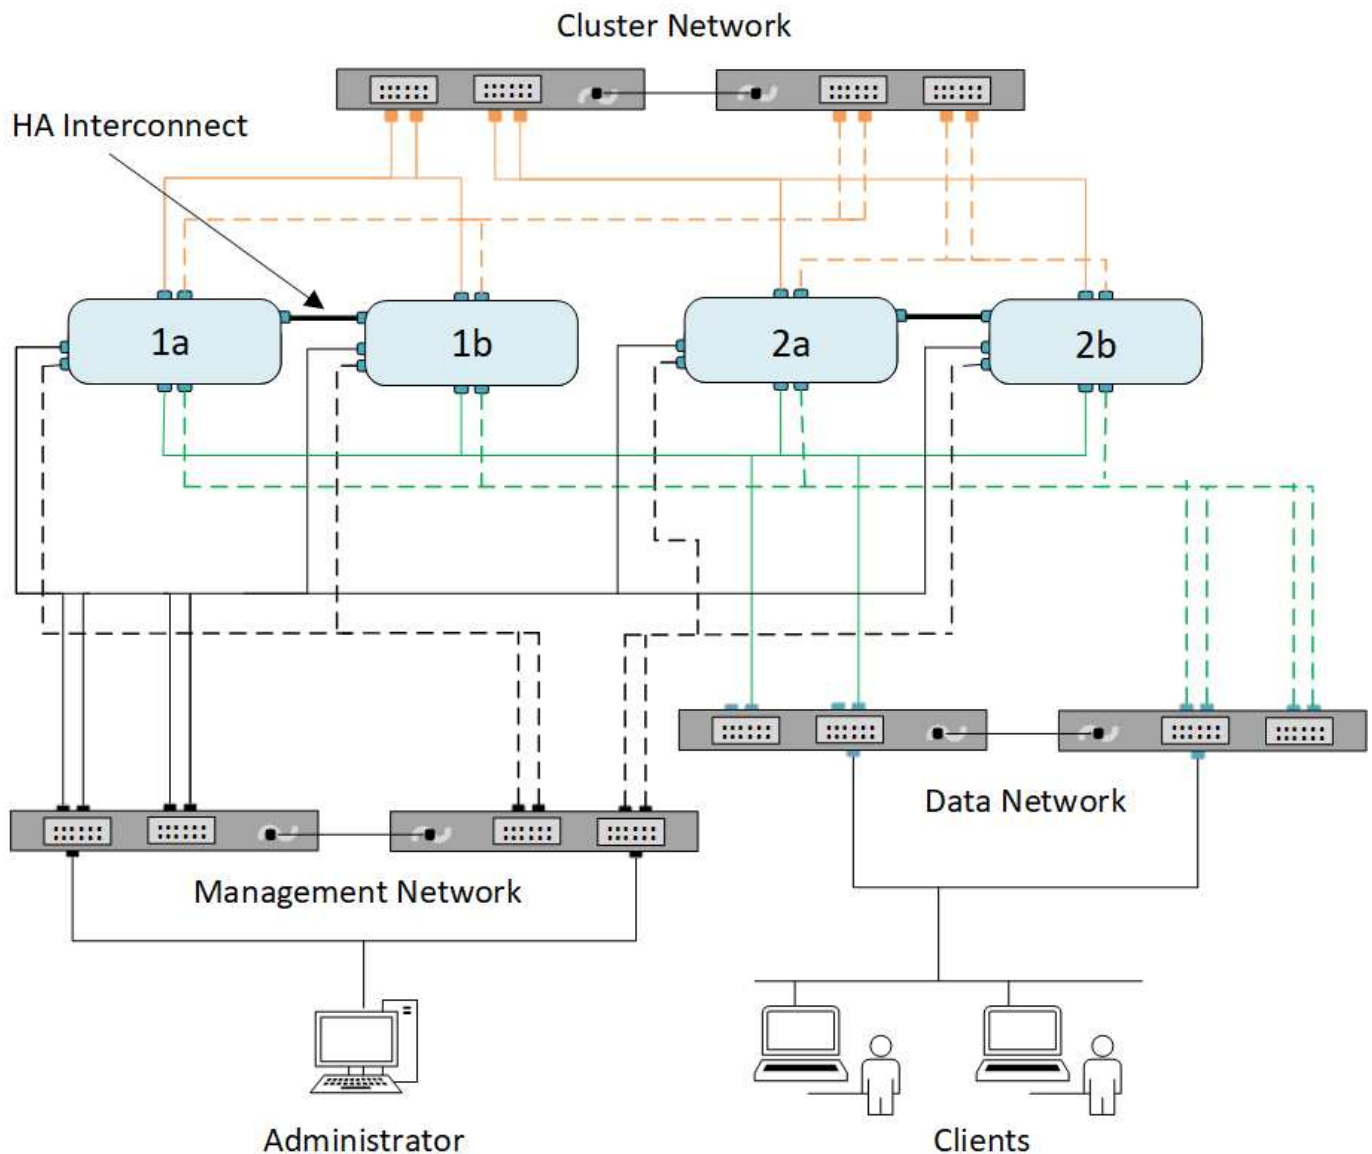 Cluster Network
HA Interconnect
1a
1b
2a
2b
Data Network
Management Network
Administrator
Clients